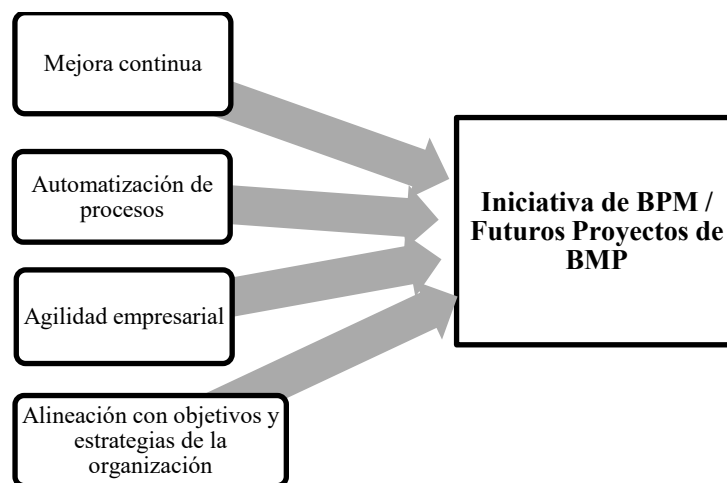 Mejora continua
Automatización de
procesos
Agilidad empresarial
Alineación con objetivos y
estrategias de la
organización
Iniciativa de BPM /
Futuros Proyectos de
BMP